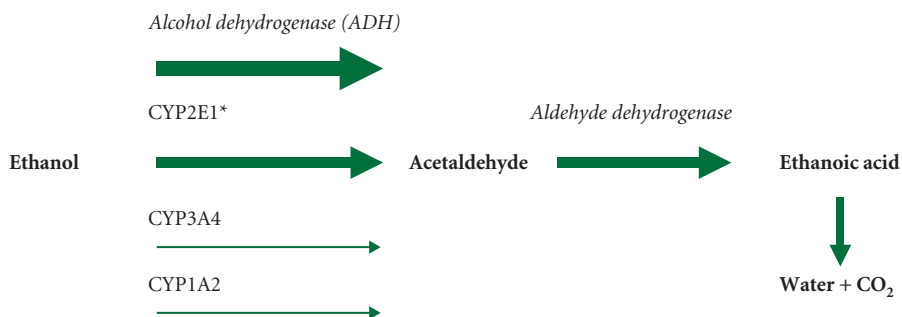 Alcohol dehydrogenase (ADH)
CYP2E1*
Aldehyde dehydrogenase
Ethanol
Acetaldehyde
Ethanoic acid
CYP3A4
CYP1A2
Water + CO₂